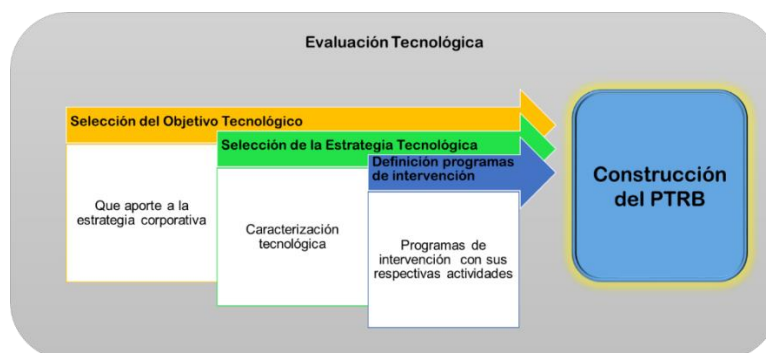 Evaluación Tecnológica
Selección del Objetivo Tecnológico
Que aporte a la
estrategia corporativa
Selección de la Estrategia Tecnológica
Caracterización
tecnológica
Definición programas
de intervención
Programas de
intervención con sus
respectivas actividades
Construcción
del PTRB